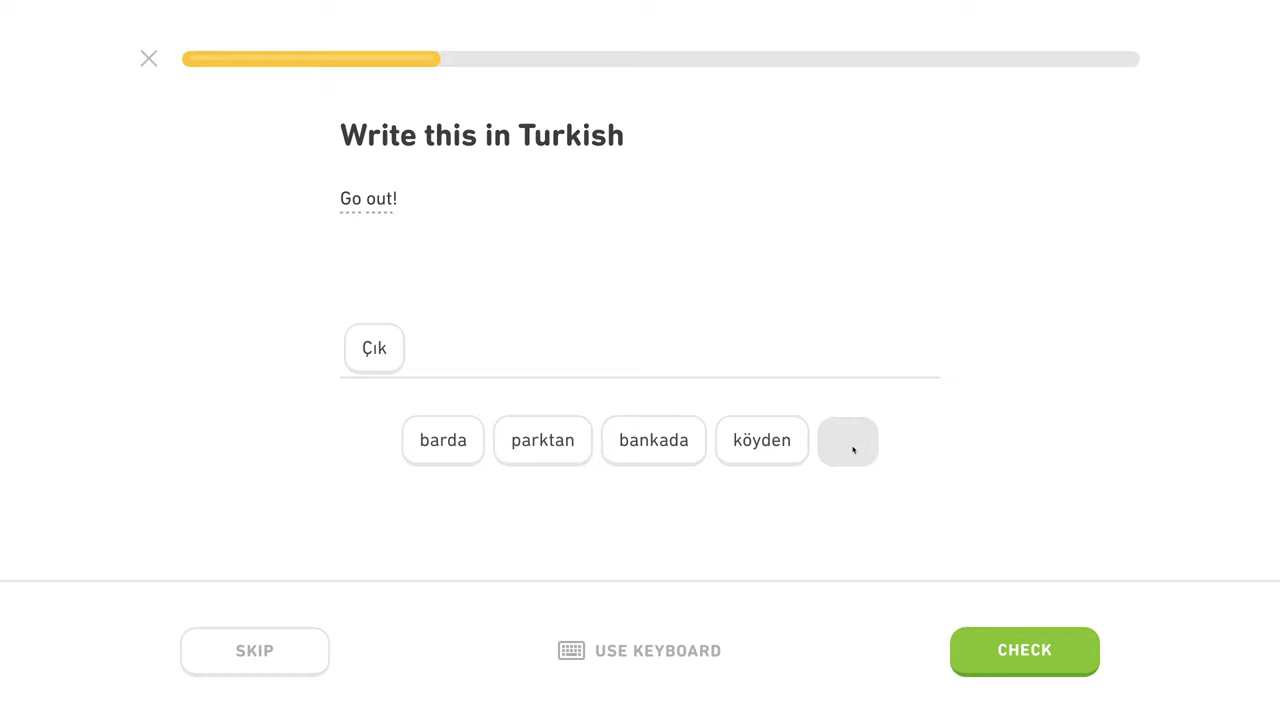 Write this in Turkish
Go out!
Çık
barda parktan bankada köyden
SKIP USE KEYBOARD CHECK